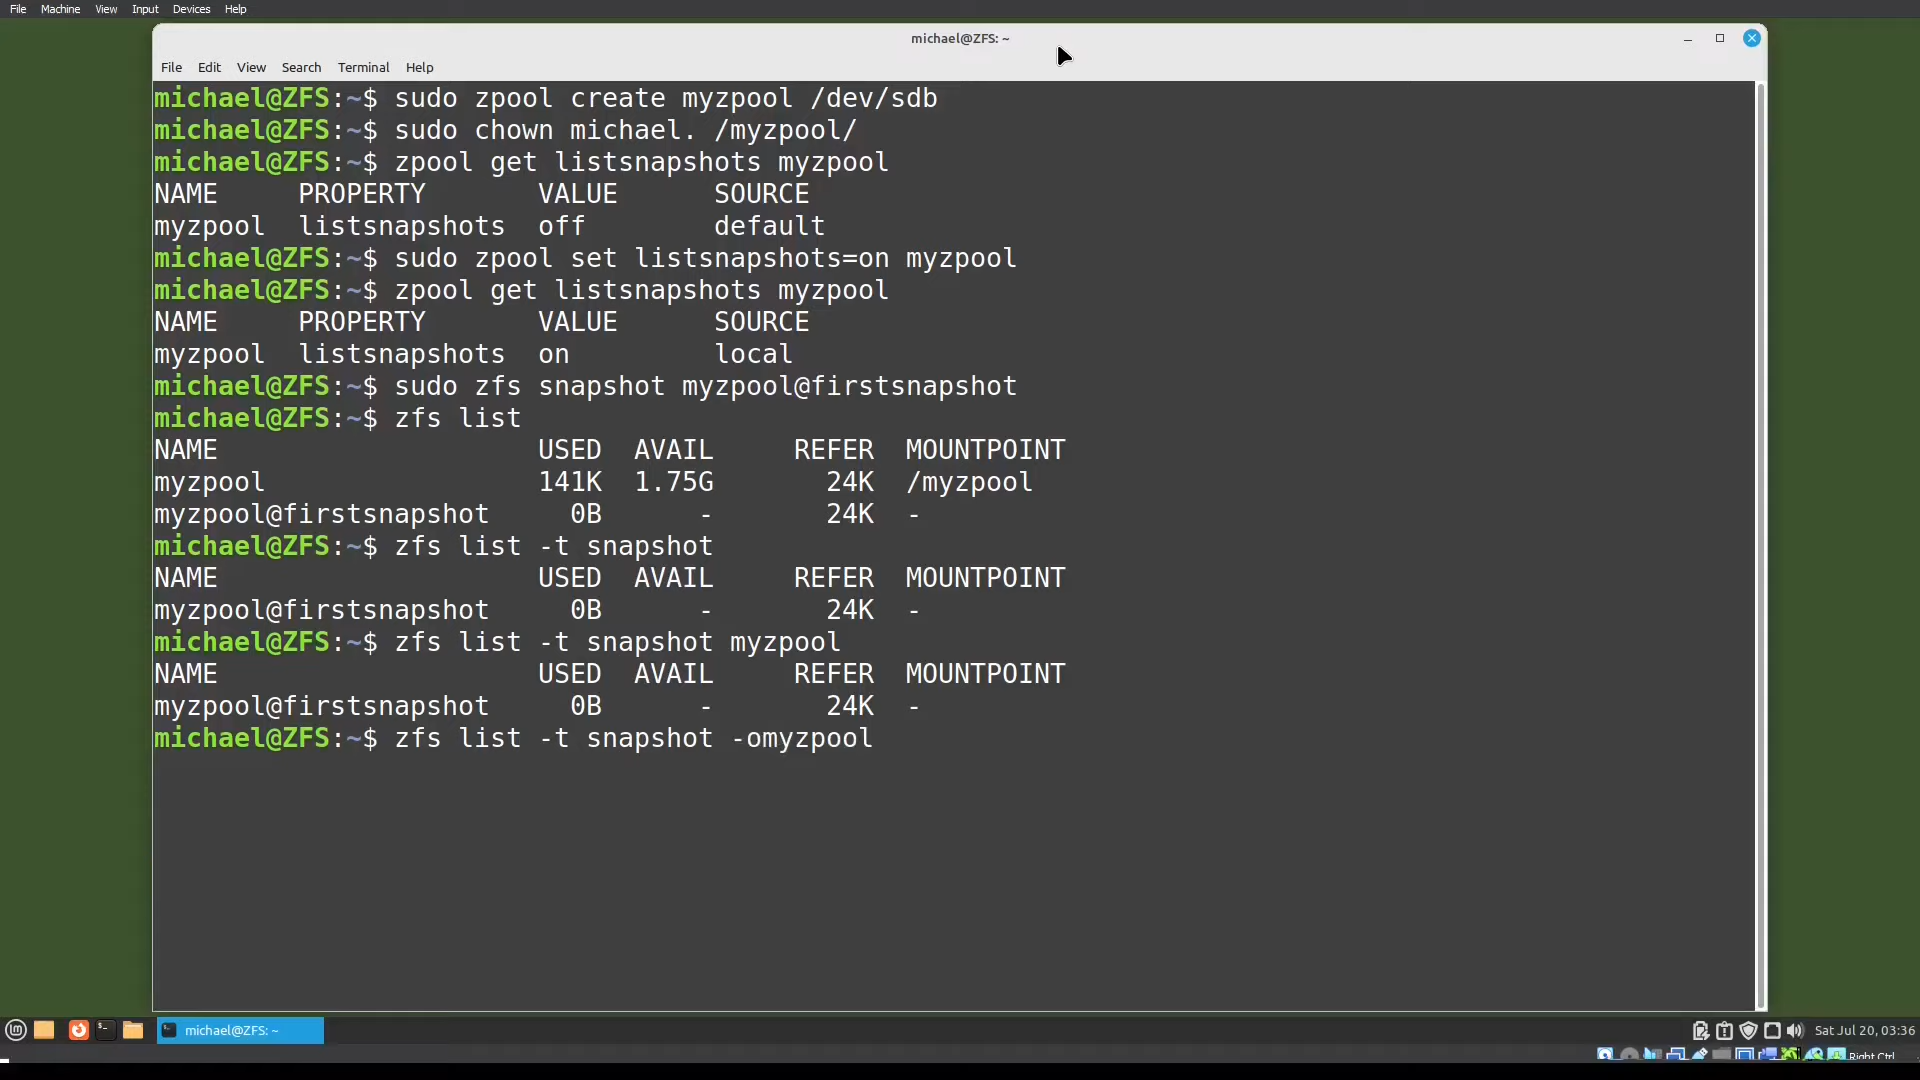 File Machine View Input Devices Help
michael@ZFS: ~
File Edit View Search Terminal Help
michael@ZFS:~$ sudo zpool create myzpool /dev/sdb
michael@ZFS:~$ sudo chown michael. /myzpool/
michael@ZFS:~$ zpool get listsnapshots myzpool
NAME     PROPERTY       VALUE      SOURCE
myzpool  listsnapshots  off        default
michael@ZFS:~$ sudo zpool set listsnapshots=on myzpool
michael@ZFS:~$ zpool get listsnapshots myzpool
NAME     PROPERTY       VALUE      SOURCE
myzpool  listsnapshots  on         local
michael@ZFS:~$ sudo zfs snapshot myzpool@firstsnapshot
michael@ZFS:~$ zfs list
NAME                    USED  AVAIL     REFER  MOUNTPOINT
myzpool                 141K  1.75G       24K  /myzpool
myzpool@firstsnapshot     0B      -       24K  -
michael@ZFS:~$ zfs list -t snapshot
NAME                    USED  AVAIL     REFER  MOUNTPOINT
myzpool@firstsnapshot     0B      -       24K  -
michael@ZFS:~$ zfs list -t snapshot myzpool
NAME                    USED  AVAIL     REFER  MOUNTPOINT
myzpool@firstsnapshot     0B      -       24K  -
michael@ZFS:~$ zfs list -t snapshot -omyzpool
michael@ZFS: ~
Sat Jul 20, 03:36
Right Ctrl